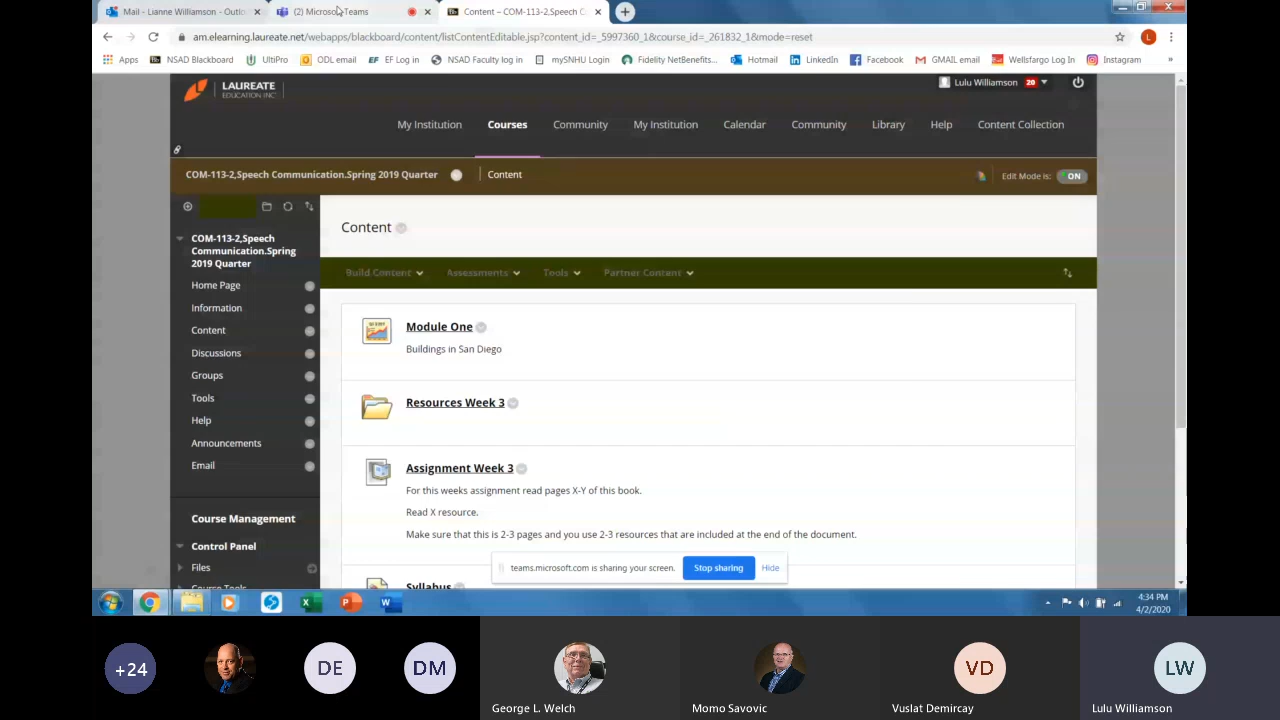 Mail - Lianne Williamson - Outlo
(2) Microsoft Teams
Content – COM-113-2,Speech C
am.elearning.laureate.net/webapps/blackboard/content/listContentEditable.jsp?content_id=_5997360_1&course_id=_261832_1&mode=reset
L
Apps
NSAD Blackboard
UltiPro
ODL email
EF Log in
NSAD Faculty log in
mySNHU Login
Fidelity NetBenefits...
Hotmail
LinkedIn
Facebook
GMAIL email
Wellsfargo Log In
Instagram
LAUREATE
EDUCATION INC
Lulu Williamson 20
My Institution
Courses
Community
My Institution
Calendar
Community
Library
Help
Content Collection
COM-113-2,Speech Communication.Spring 2019 Quarter
Content
Edit Mode is: ON
COM-113-2,Speech
Communication.Spring
2019 Quarter
Home Page
Information
Content
Discussions
Groups
Tools
Help
Announcements
Email
Course Management
Control Panel
Files
Course Tools
Content
Build Content
Assessments
Tools
Partner Content
Module One
Buildings in San Diego
Resources Week 3
Assignment Week 3
For this weeks assignment read pages X-Y of this book.
Read X resource.
Make sure that this is 2-3 pages and you use 2-3 resources that are included at the end of the document.
Syllabus
teams.microsoft.com is sharing your screen.
Stop sharing
Hide
4:34 PM
4/2/2020
+24
DE
DM
George L. Welch
Momo Savovic
VD
Vuslat Demircay
LW
Lulu Williamson